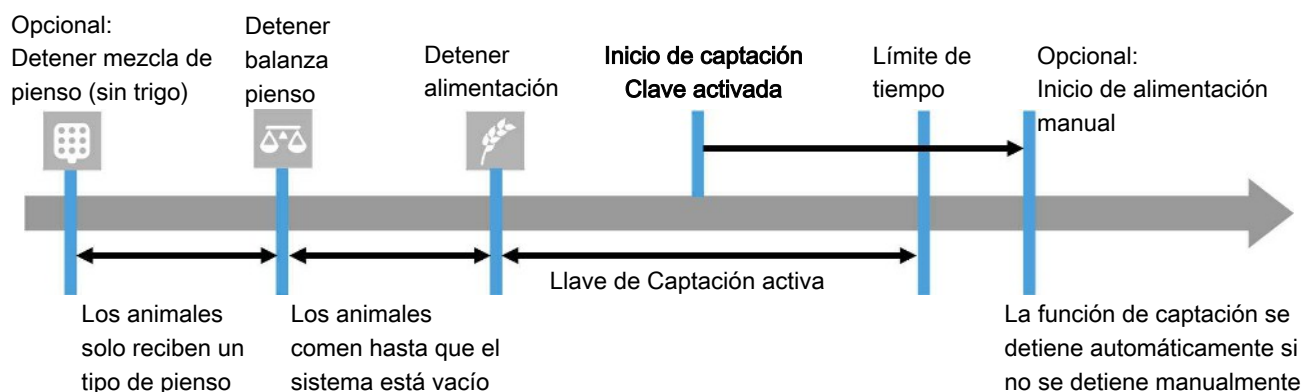 Opcional:
Detener mezcla de
pienso (sin trigo)
Detener
balanza
pienso
Detener
alimentación
Inicio de captación
Clave activada
Límite de
tiempo
Opcional:
Inicio de alimentación
manual
Llave de Captación activa
Los animales
solo reciben un
tipo de pienso
Los animales
comen hasta que el
sistema está vacío
La función de captación se
detiene automáticamente si
no se detiene manualmente